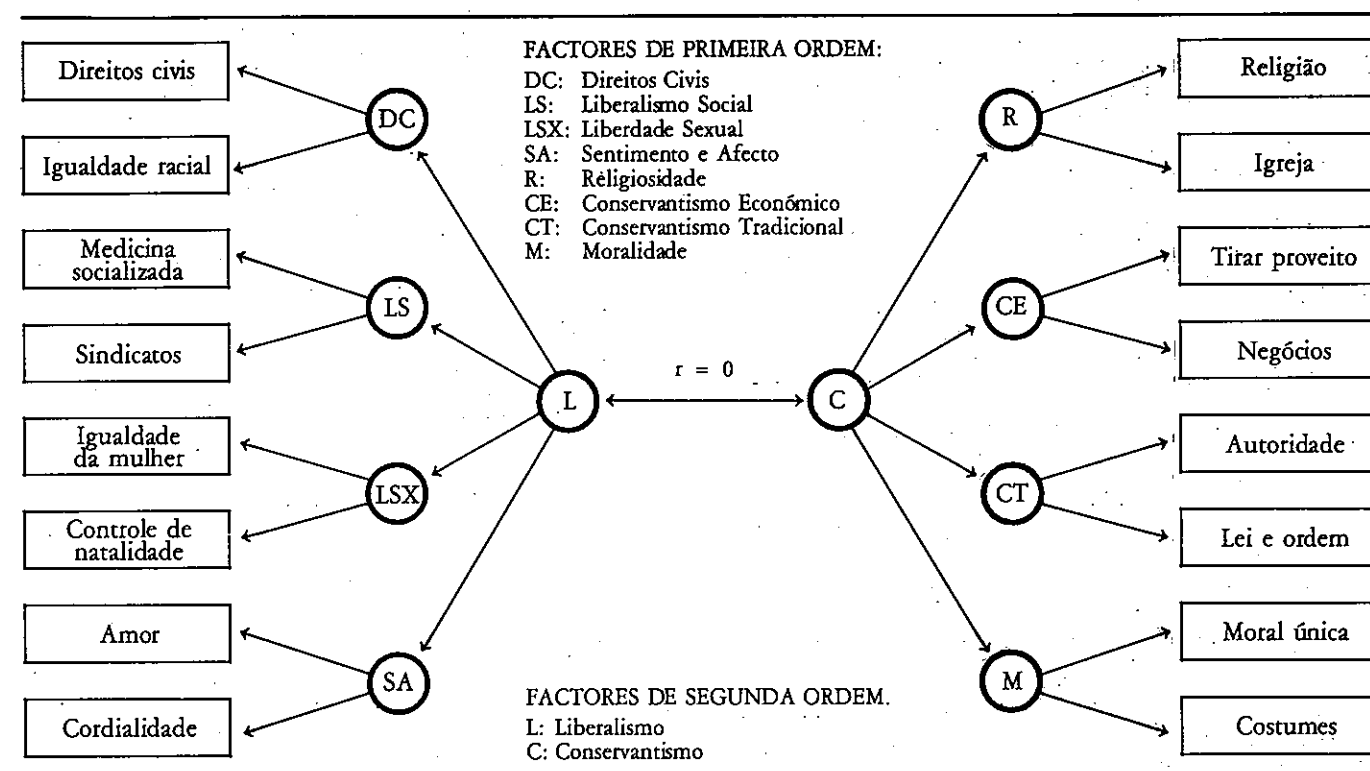 Direitos civis
Igualdade racial
Medicina
socializada
Sindicatos
Igualdade
da mulher
Controle de
natalidade
Amor
Cordialidade
DC
LS
LSX
SA
FACTORES DE PRIMEIRA ORDEM:
DC: Direitos Civis
LS: Liberalismo Social
LSX: Liberdade Sexual
SA: Sentimento e Afecto
R: Religiosidade
CE: Conservantismo Económico
CT: Conservantismo Tradicional
M: Moralidade
L
r = 0
C
FACTORES DE SEGUNDA ORDEM.
L: Liberalismo
C: Conservantismo
R
CE
CT
M
Religião
Igreja
Tirar proveito
Negócios
Autoridade
Lei e ordem
Moral única
Costumes